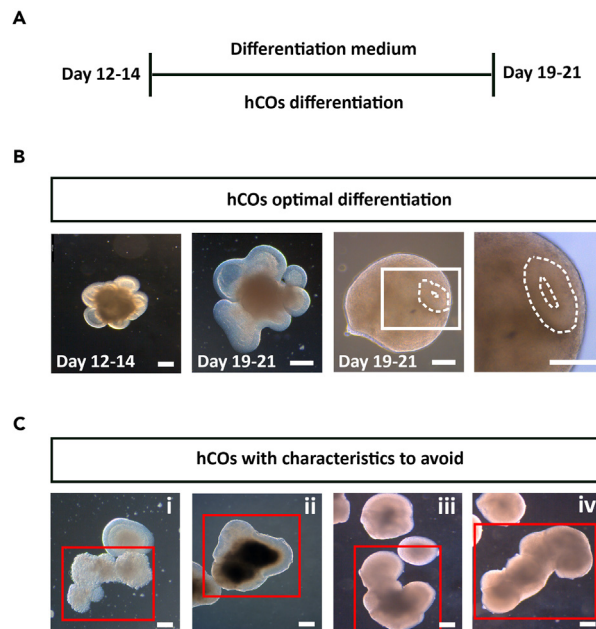 A
Differentiation medium
Day 12-14
Day 19-21
hCOs differentiation
B
hCOs optimal differentiation
Day 12-14
Day 19-21
Day 19-21
C
hCOs with characteristics to avoid
i
ii
iii
iv